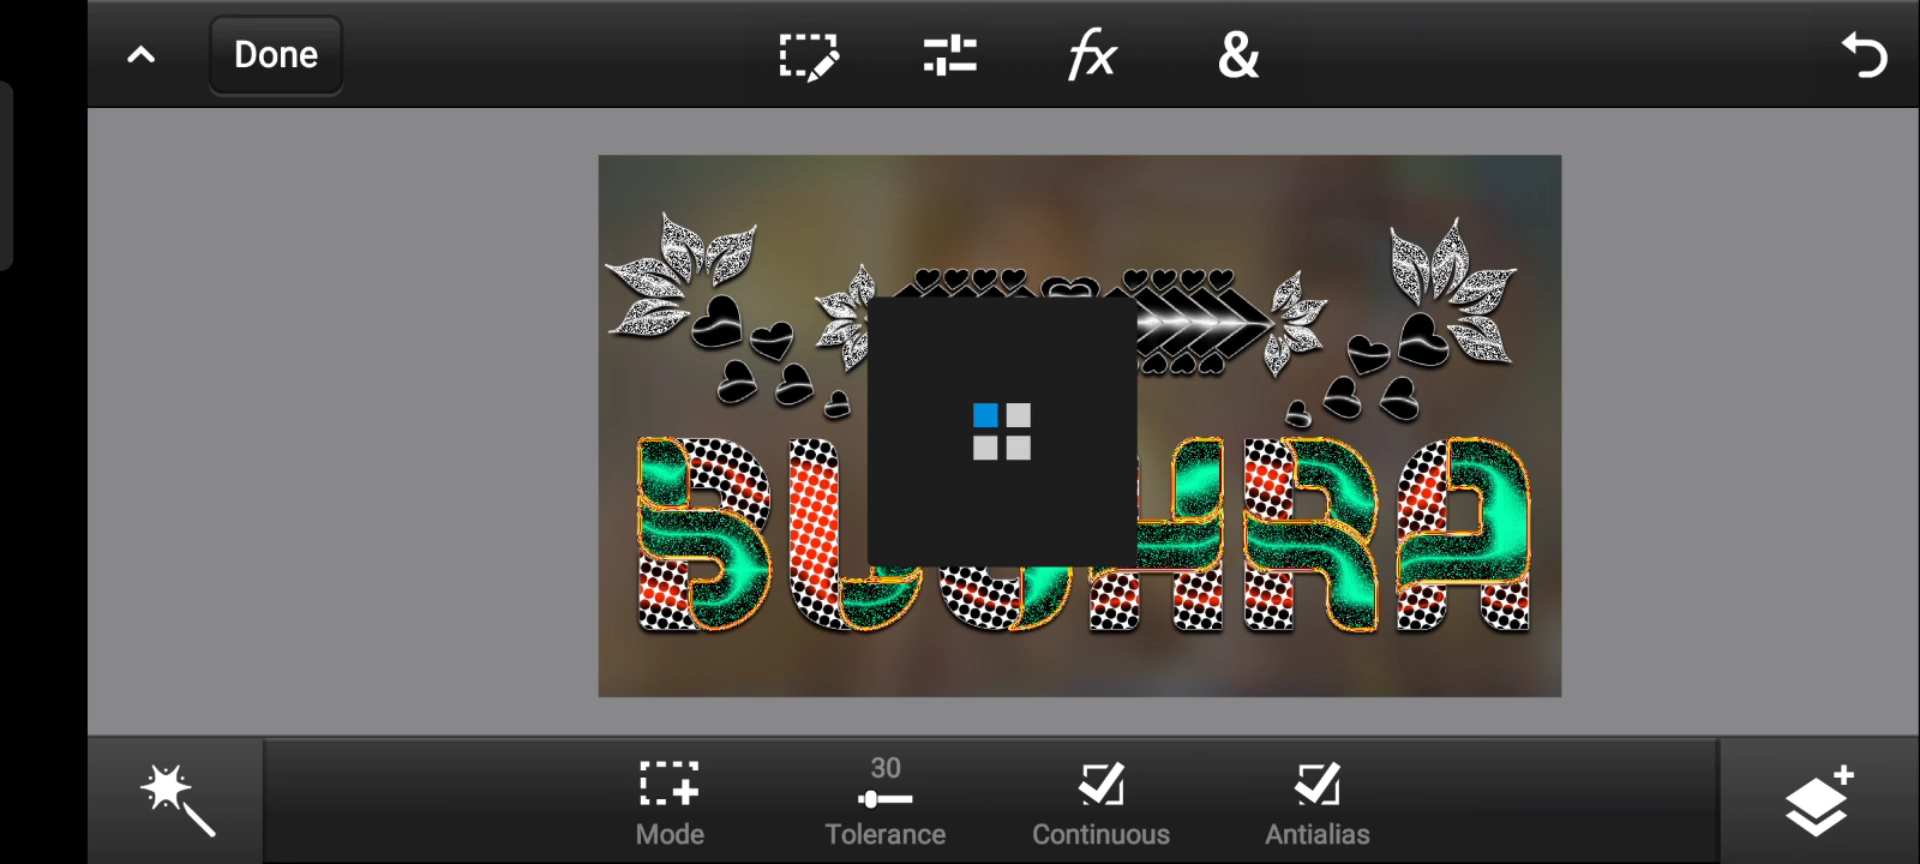 Done
fx
&
30
Mode
Tolerance
Continuous
Antialias